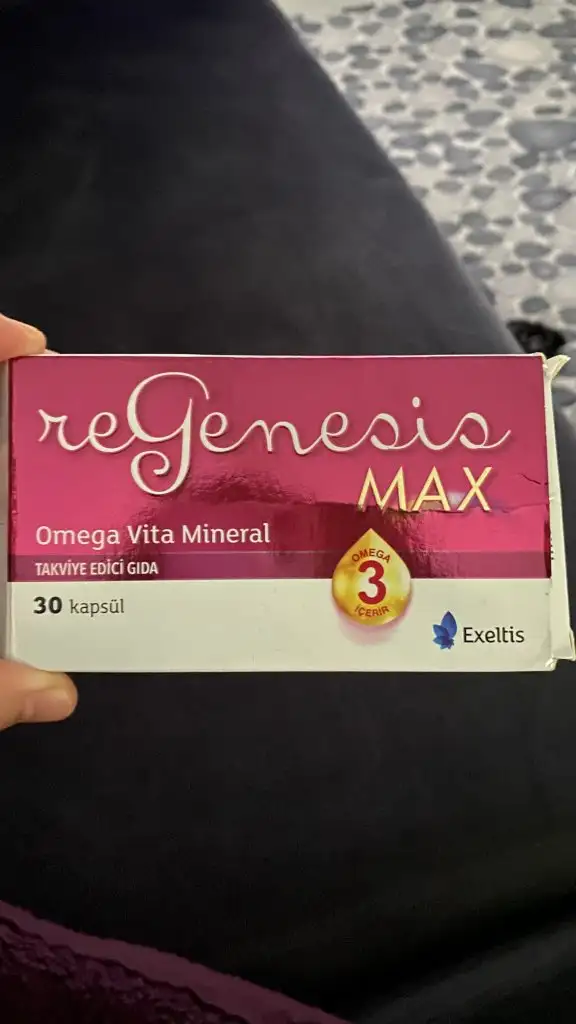 reGenesis
MAX
Omega Vita Mineral
TAKVİYE EDİCİ GIDA
30 kapsül
OMEGA
3
İÇERİR
Exeltis